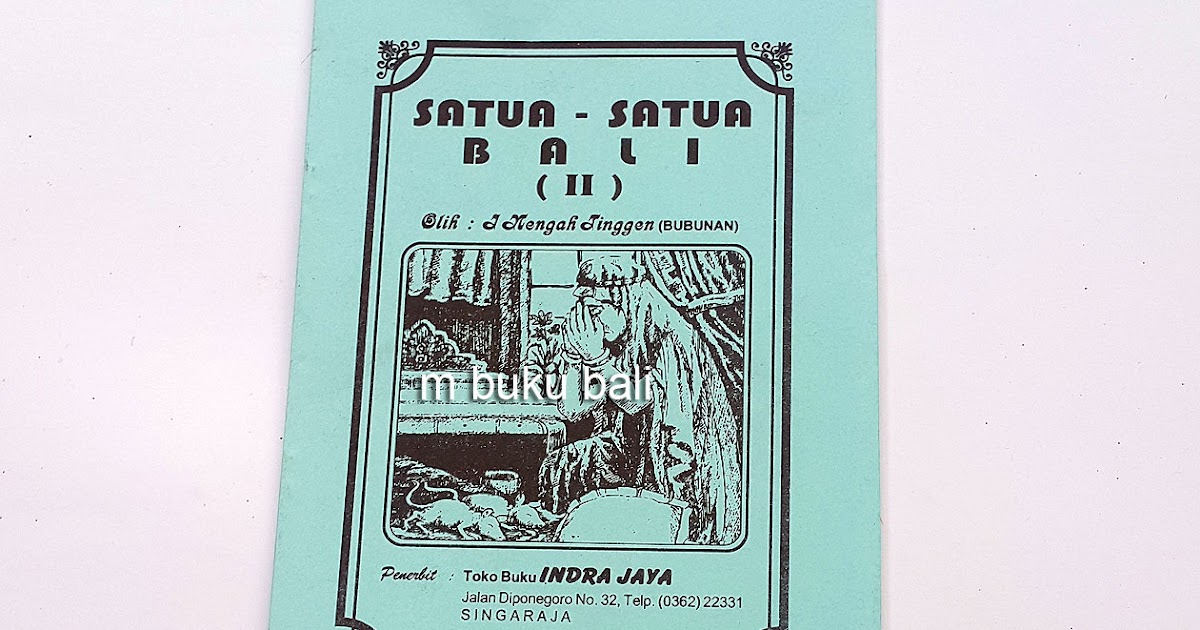 SATUA - SATUA
B A L I
( II )
Olih : I Nengah Tinggen (BUBUNAN)
m buku bali
Penerbit : Toko Buku INDRA JAYA
Jalan Diponegoro No. 32, Telp. (0362) 22331
SINGARAJA